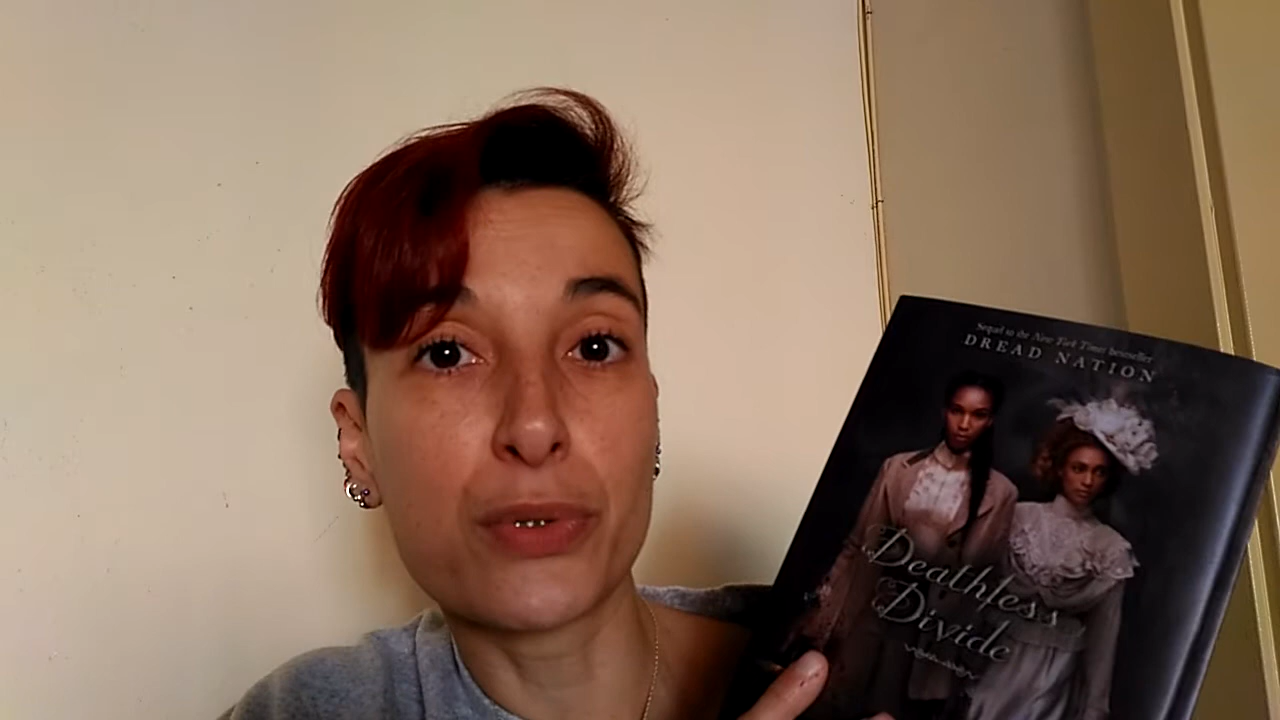 Sequel to the New York Times bestseller
DREAD NATION
Deathless
Divide